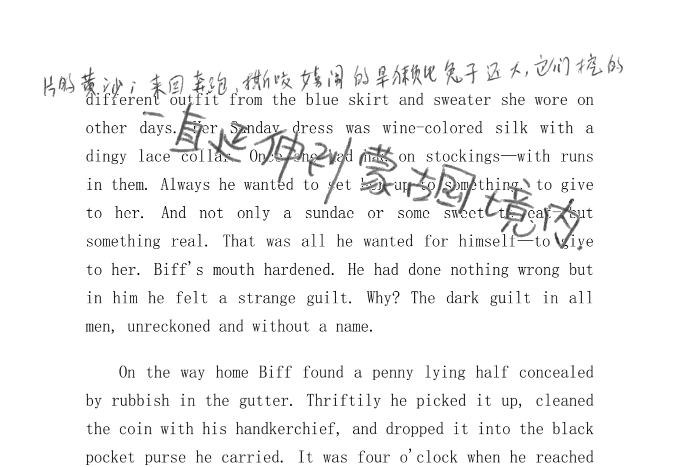 片的黄沙；来回奔跑、撕咬嬉闹的旱獭比兔子还大，它们挖的
different outfit from the blue skirt and sweater she wore on
一直延伸到蒙古国境内.
other days. Her Sunday dress was wine-colored silk with a
dingy lace collar. Once she had had on stockings—with runs
in them. Always he wanted to set her up to something, to give
to her. And not only a sundae or some sweet to eat—but
something real. That was all he wanted for himself—to give
to her. Biff's mouth hardened. He had done nothing wrong but
in him he felt a strange guilt. Why? The dark guilt in all
men, unreckoned and without a name.
On the way home Biff found a penny lying half concealed
by rubbish in the gutter. Thriftily he picked it up, cleaned
the coin with his handkerchief, and dropped it into the black
pocket purse he carried. It was four o'clock when he reached